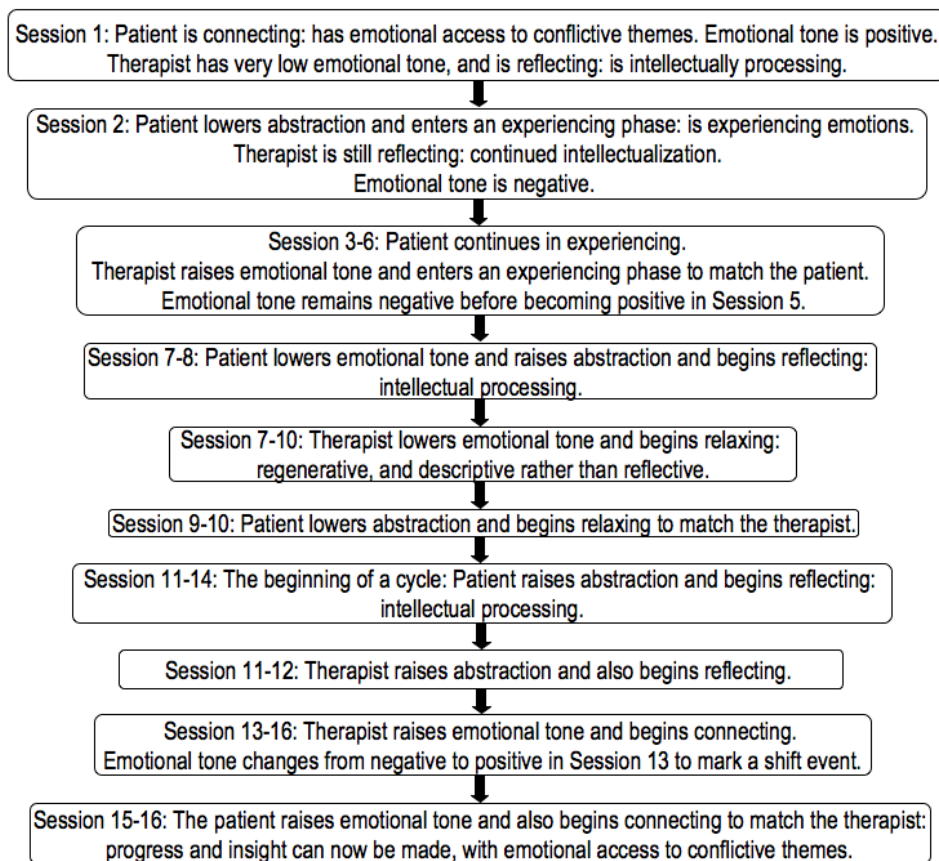 Session 1: Patient is connecting: has emotional access to conflictive themes. Emotional tone is positive.
Therapist has very low emotional tone, and is reflecting: is intellectually processing.
Session 2: Patient lowers abstraction and enters an experiencing phase: is experiencing emotions.
Therapist is still reflecting: continued intellectualization.
Emotional tone is negative.
Session 3-6: Patient continues in experiencing.
Therapist raises emotional tone and enters an experiencing phase to match the patient.
Emotional tone remains negative before becoming positive in Session 5.
Session 7-8: Patient lowers emotional tone and raises abstraction and begins reflecting:
intellectual processing.
Session 7-10: Therapist lowers emotional tone and begins relaxing:
regenerative, and descriptive rather than reflective.
Session 9-10: Patient lowers abstraction and begins relaxing to match the therapist.
Session 11-14: The beginning of a cycle: Patient raises abstraction and begins reflecting:
intellectual processing.
Session 11-12: Therapist raises abstraction and also begins reflecting.
Session 13-16: Therapist raises emotional tone and begins connecting.
Emotional tone changes from negative to positive in Session 13 to mark a shift event.
Session 15-16: The patient raises emotional tone and also begins connecting to match the therapist:
progress and insight can now be made, with emotional access to conflictive themes.